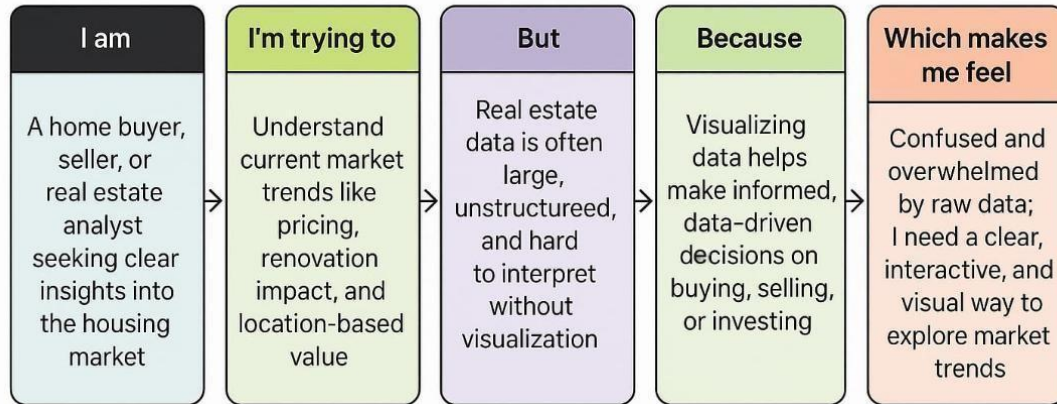 I am
A home buyer,
seller, or
real estate
analyst
seeking clear
insights into
the housing
market
I'm trying to
Understand
current market
trends like
pricing,
renovation
impact, and
location-based
value
But
Real estate
data is often
large,
unstructureed,
and hard
to interpret
without
visualization
Because
Visualizing
data helps
make informed,
data-driven
decisions on
buying, selling,
or investing
Which makes
me feel
Confused and
overwhelmed
by raw data;
I need a clear,
interactive, and
visual way to
explore market
trends